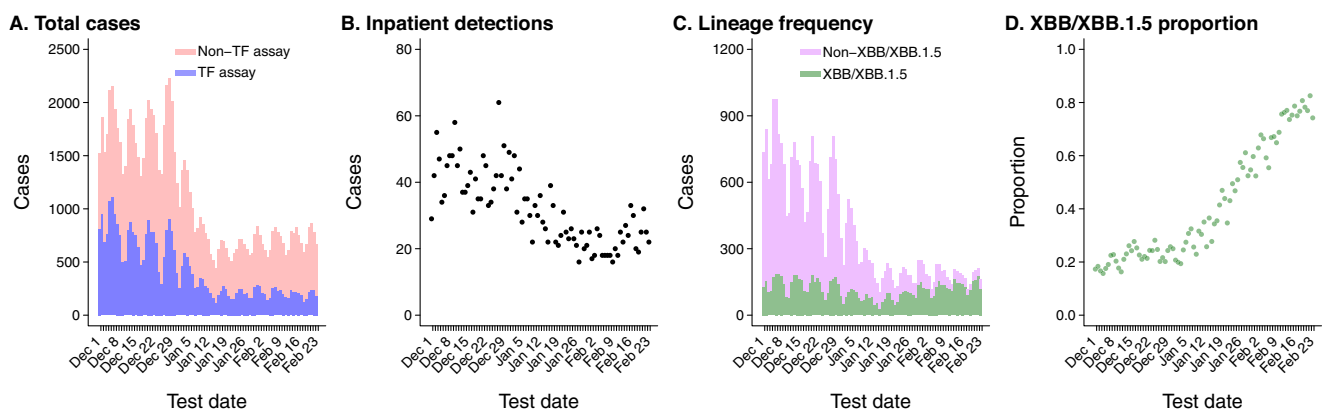 A. Total cases
2500
2000
1500
1000
500
0
Cases
Non−TF assay
TF assay
Dec 1
Dec 8
Dec 15
Dec 22
Dec 29
Jan 5
Jan 12
Jan 19
Jan 26
Feb 2
Feb 9
Feb 16
Feb 23
Test date
B. Inpatient detections
80
60
40
20
0
Cases
Dec 1
Dec 8
Dec 15
Dec 22
Dec 29
Jan 5
Jan 12
Jan 19
Jan 26
Feb 2
Feb 9
Feb 16
Feb 23
Test date
C. Lineage frequency
1200
900
600
300
0
Cases
Non−XBB/XBB.1.5
XBB/XBB.1.5
Dec 1
Dec 8
Dec 15
Dec 22
Dec 29
Jan 5
Jan 12
Jan 19
Jan 26
Feb 2
Feb 9
Feb 16
Feb 23
Test date
D. XBB/XBB.1.5 proportion
1.0
0.8
0.6
0.4
0.2
0.0
Proportion
Dec 1
Dec 8
Dec 15
Dec 22
Dec 29
Jan 5
Jan 12
Jan 19
Jan 26
Feb 2
Feb 9
Feb 16
Feb 23
Test date